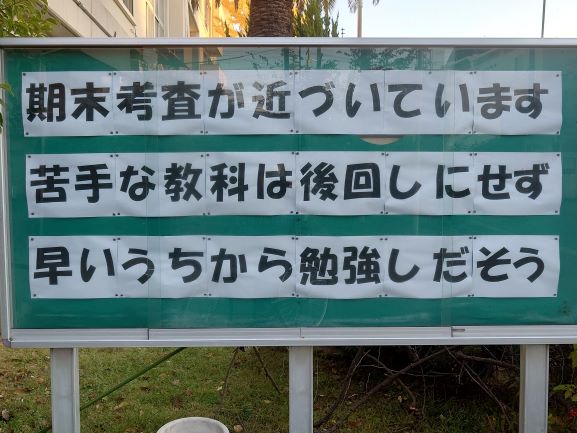 期末考査が近づいています
苦手な教科は後回しにせず
早いうちから勉強しだそう